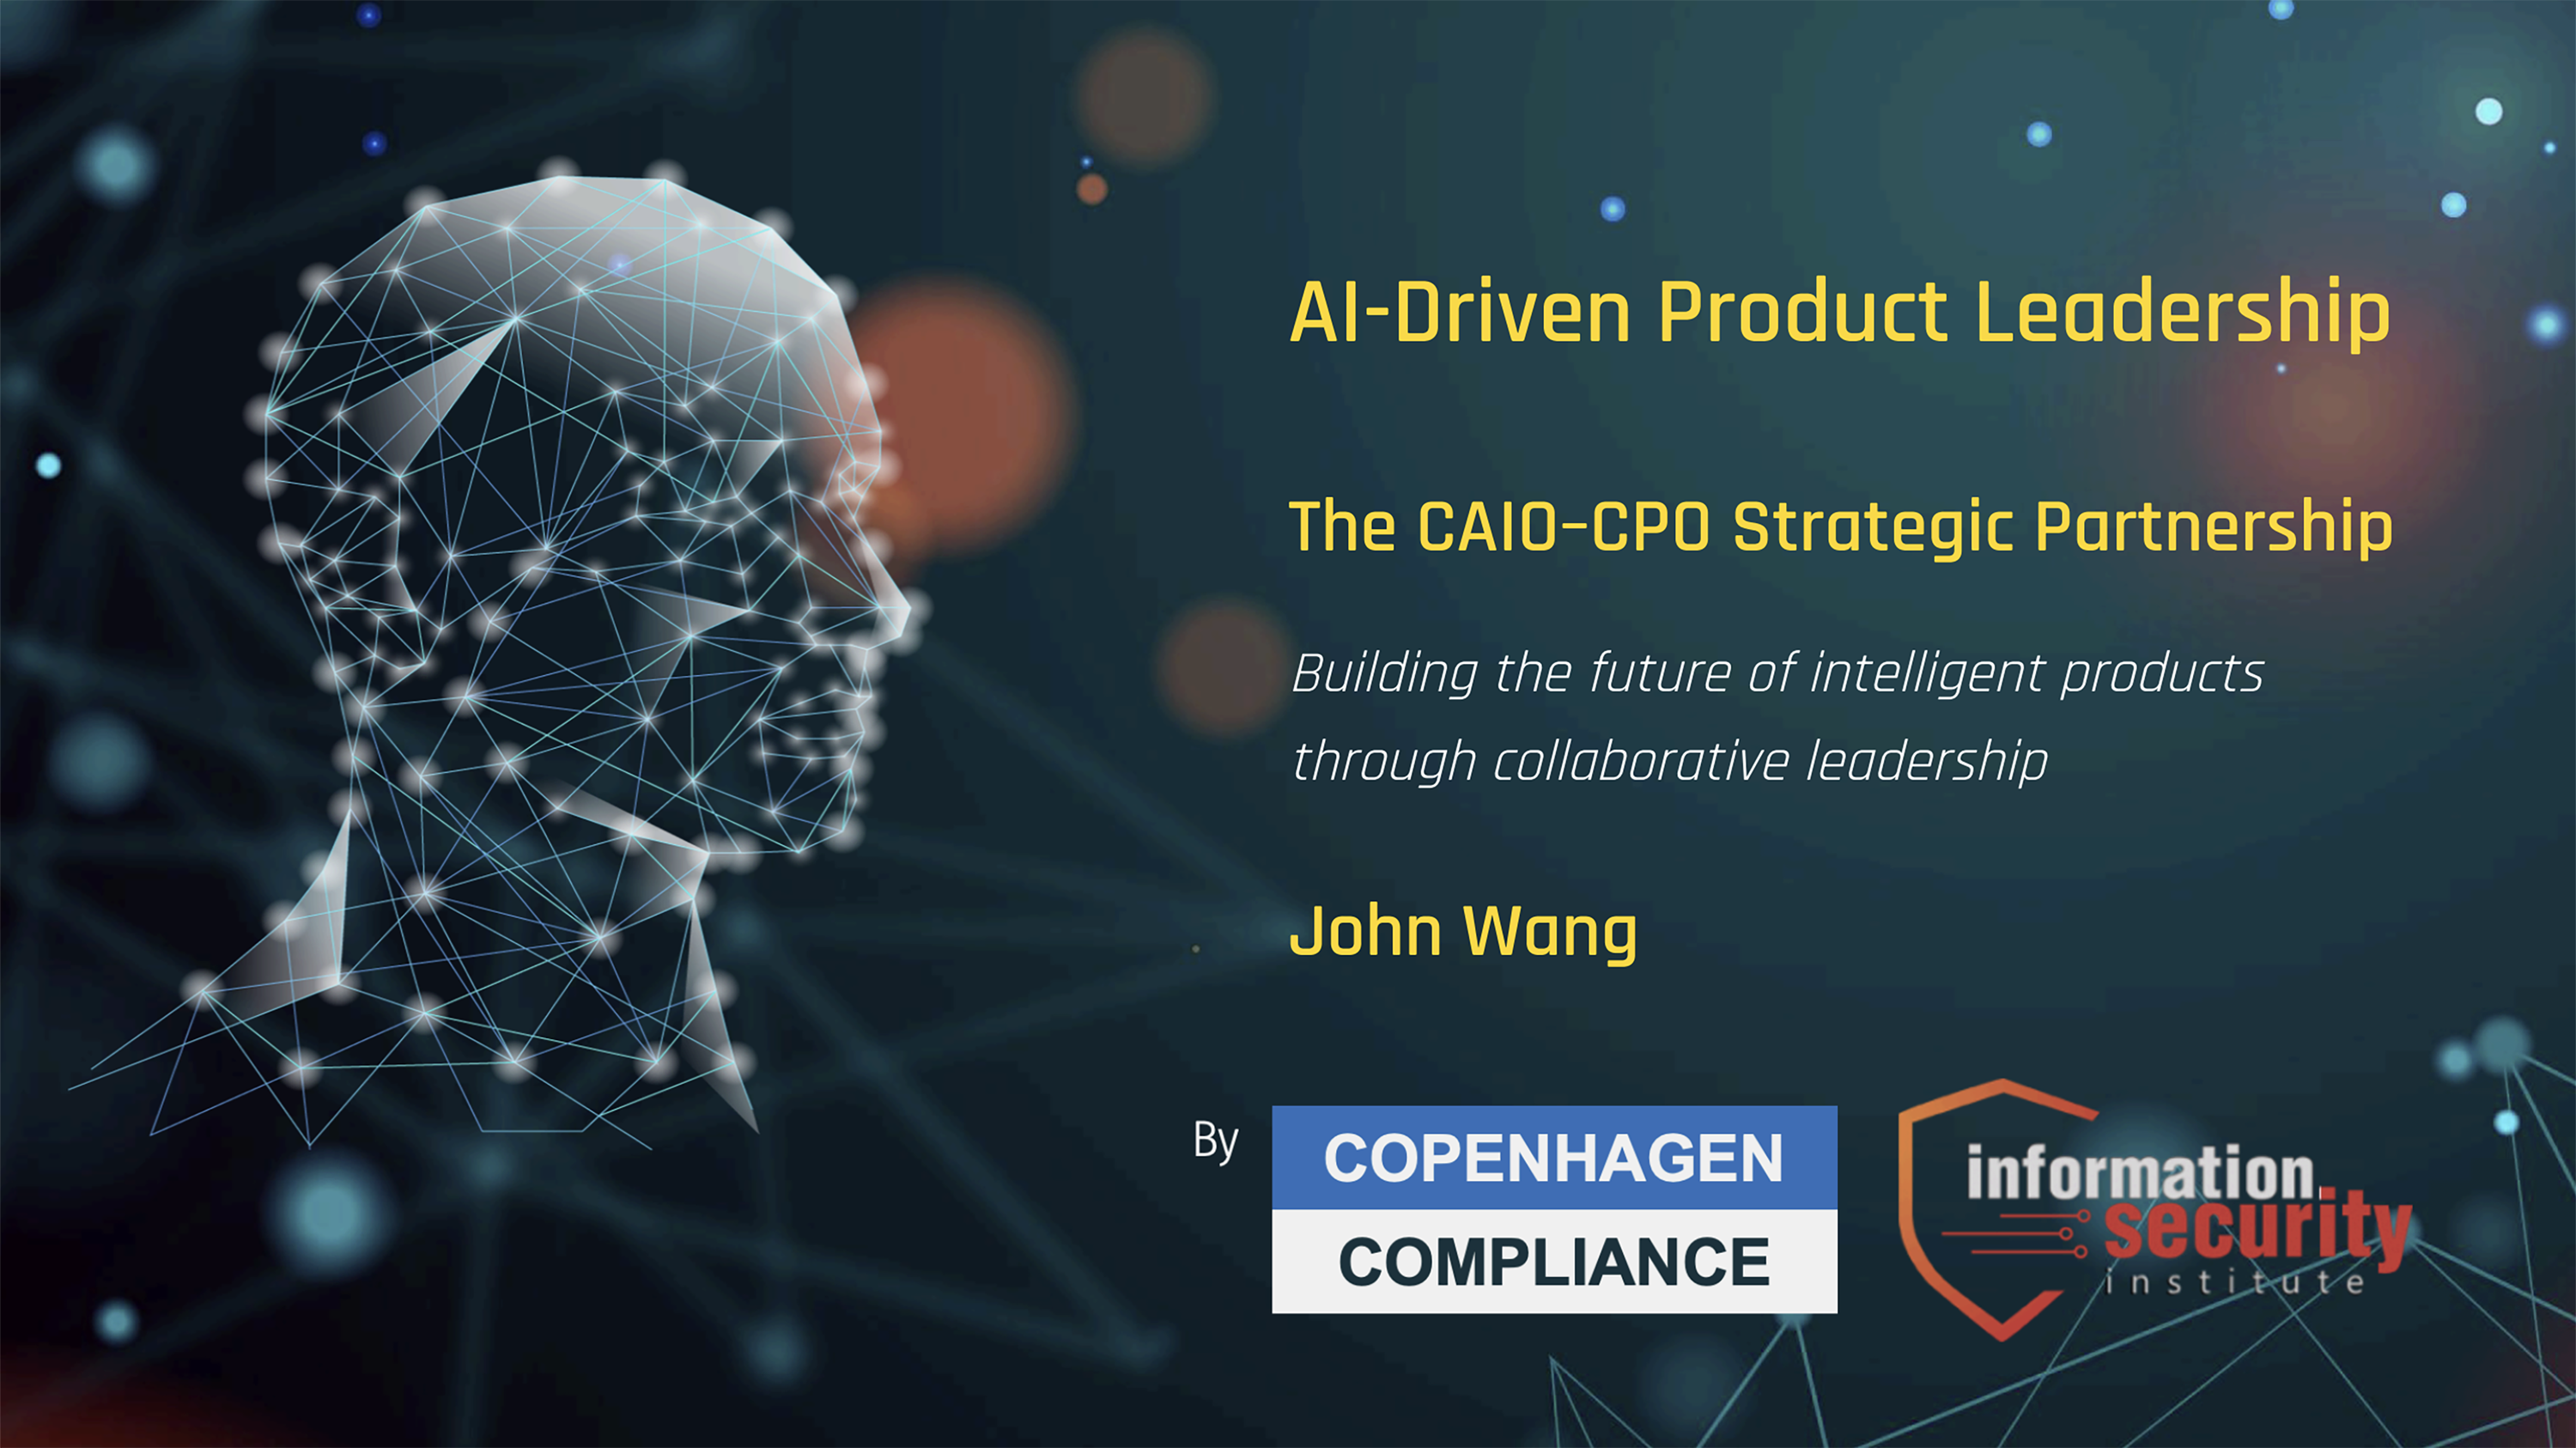 AI-Driven Product Leadership
The CAIO–CPO Strategic Partnership
Building the future of intelligent products
through collaborative leadership
John Wang
By
COPENHAGEN
COMPLIANCE
information
security
institute